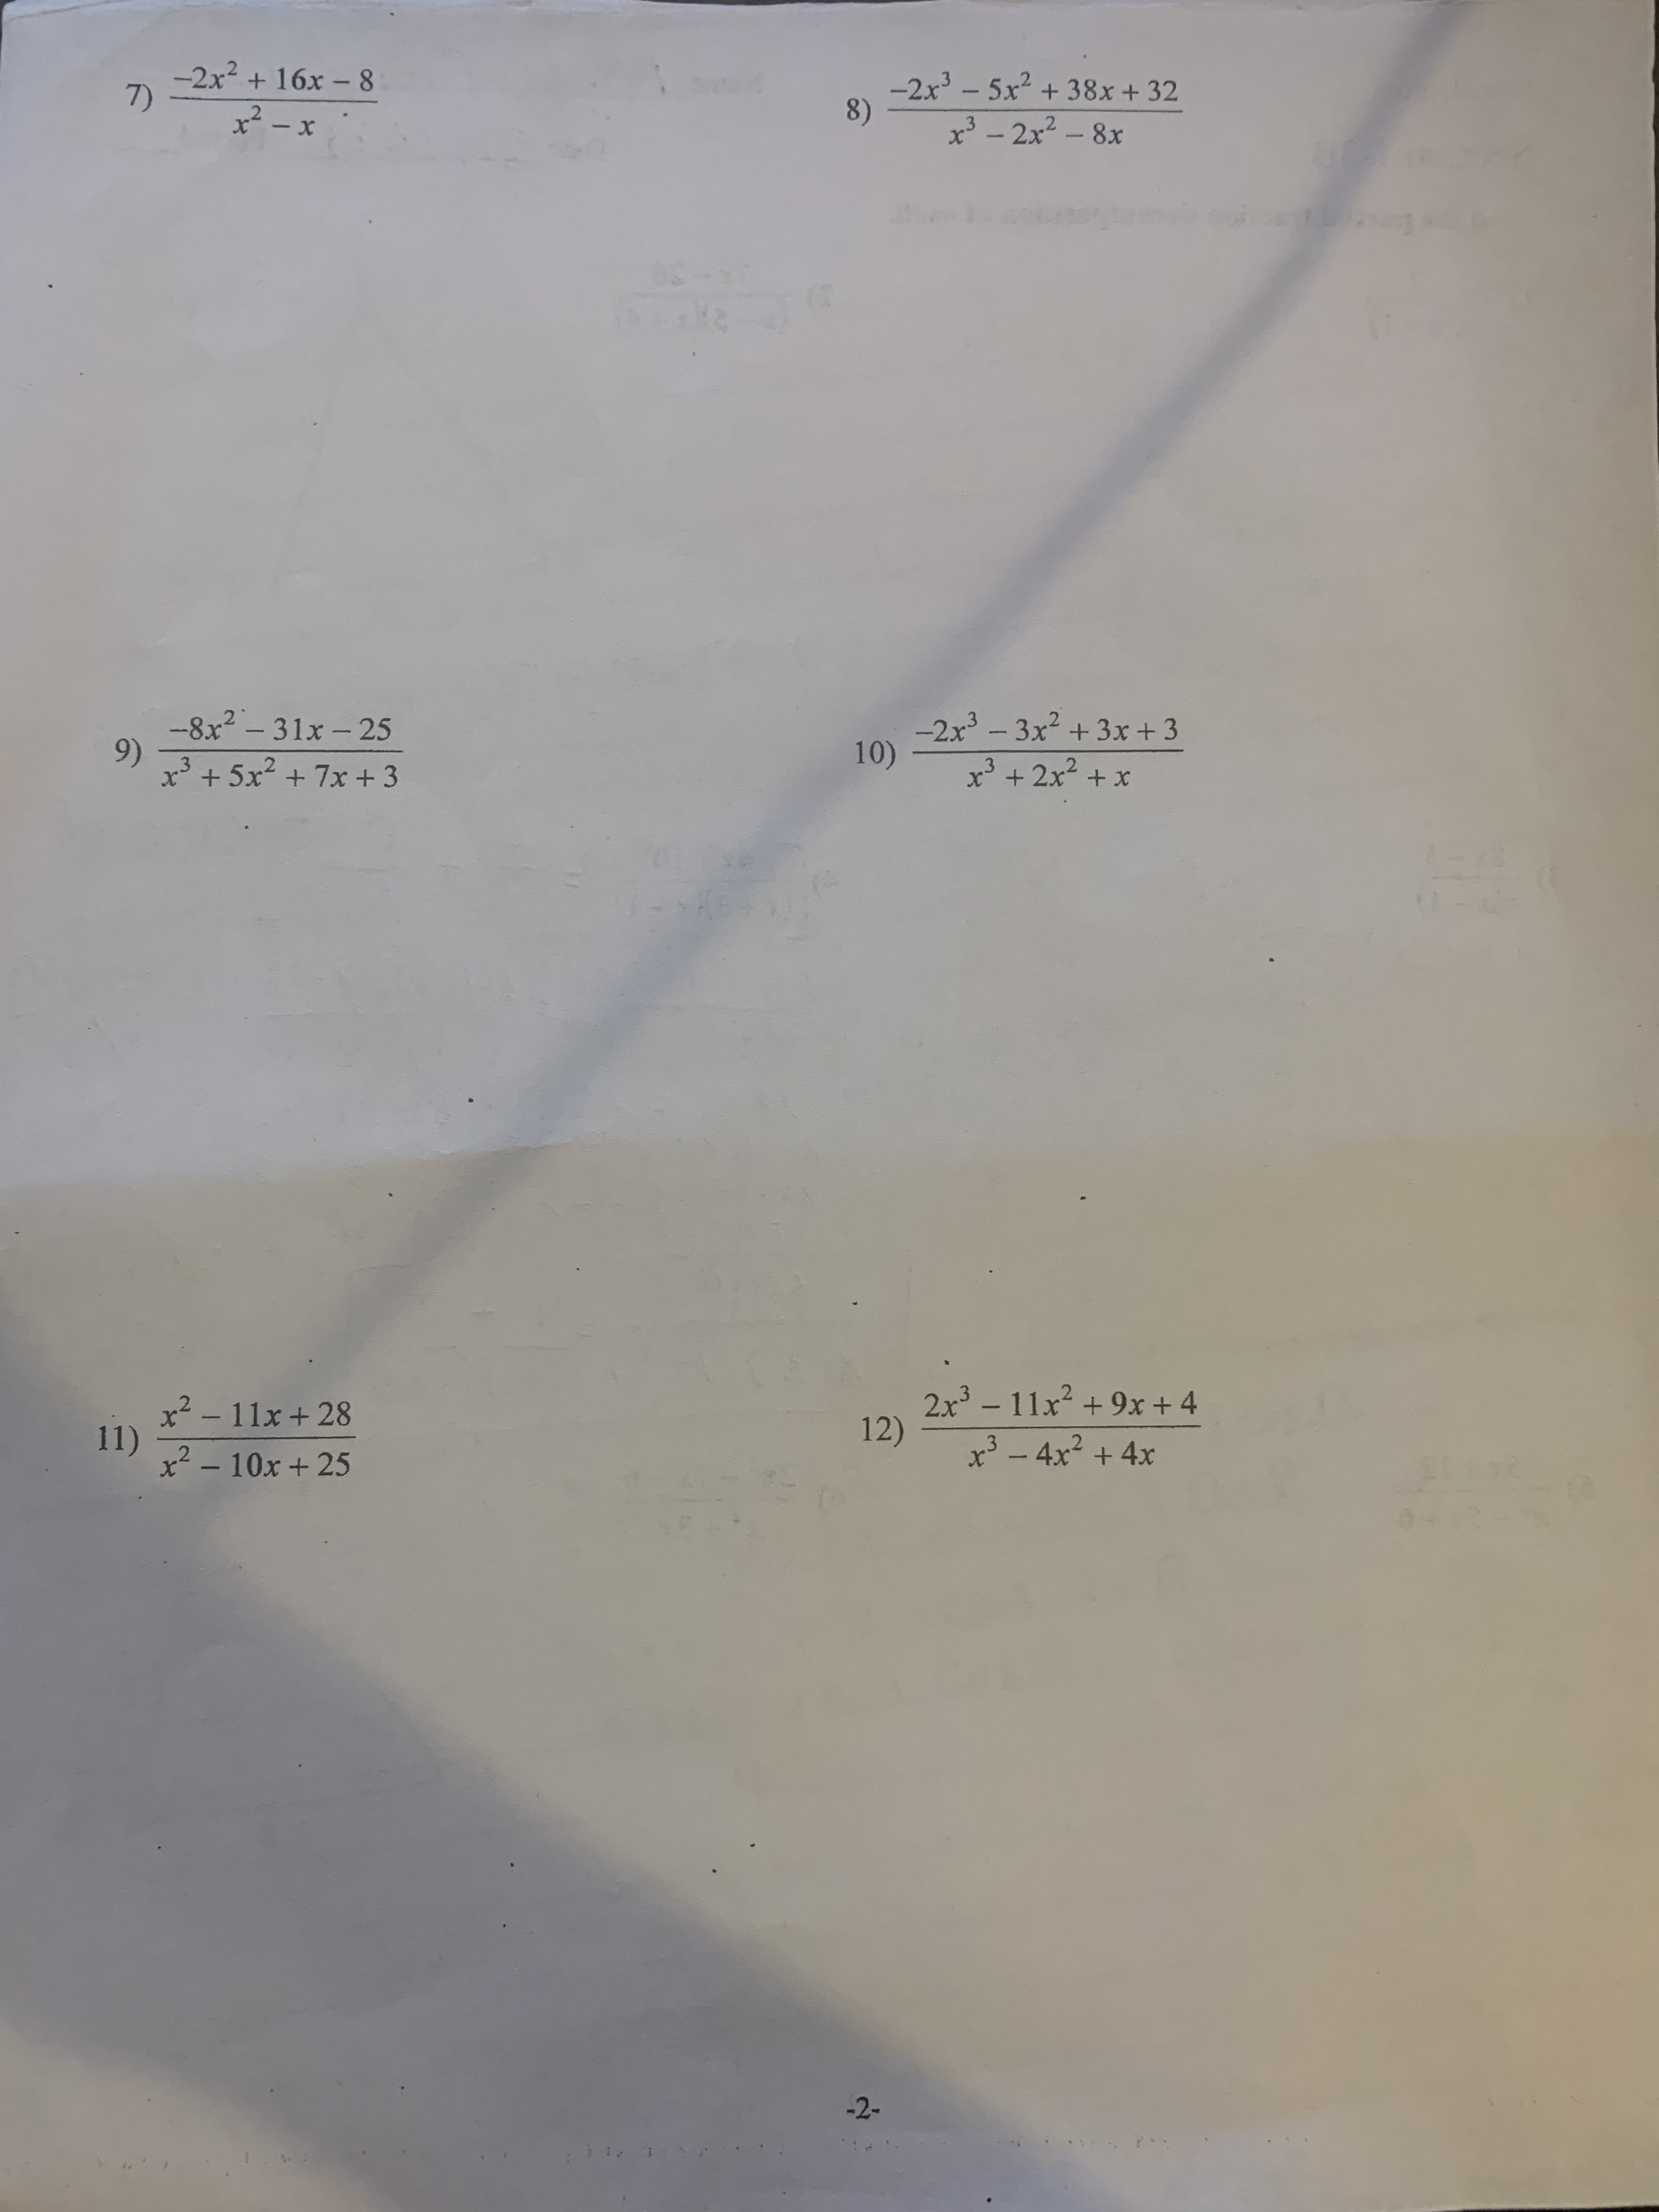 7) (−2x² + 16x − 8)/(x² − x)
8) (−2x³ − 5x² + 38x + 32)/(x³ − 2x² − 8x)
9) (−8x² − 31x − 25)/(x³ + 5x² + 7x + 3)
10) (−2x³ − 3x² + 3x + 3)/(x³ + 2x² + x)
11) (x² − 11x + 28)/(x² − 10x + 25)
12) (2x³ − 11x² + 9x + 4)/(x³ − 4x² + 4x)
-2-